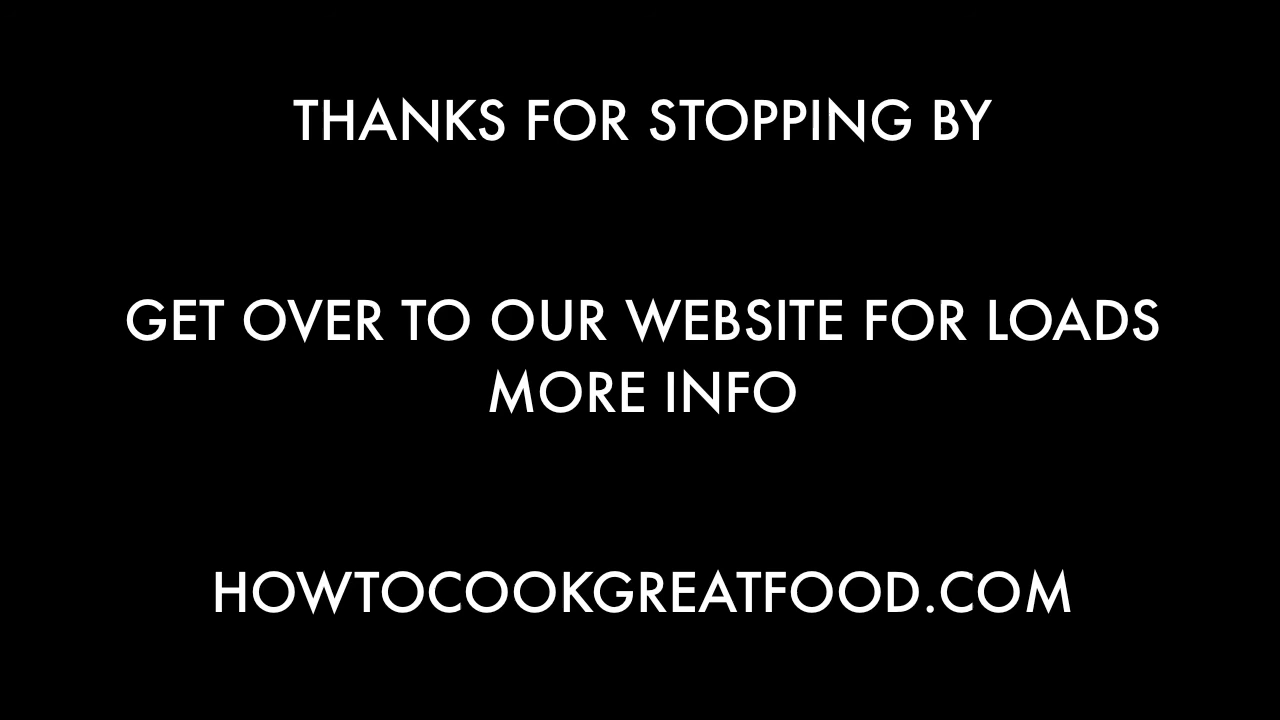 THANKS FOR STOPPING BY
GET OVER TO OUR WEBSITE FOR LOADS
MORE INFO
HOWTOCOOKGREATFOOD.COM